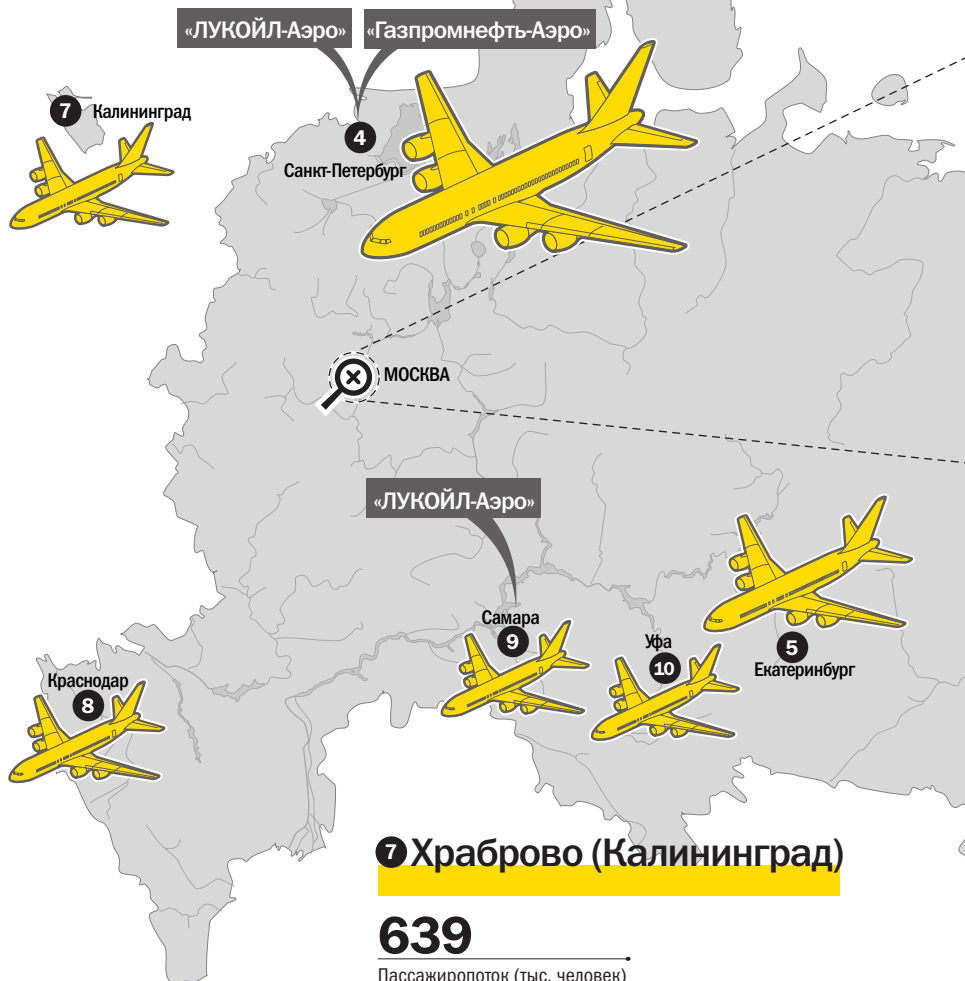 «ЛУКОЙЛ-Аэро»
«Газпромнефть-Аэро»
7 Калининград
4
Санкт-Петербург
МОСКВА
«ЛУКОЙЛ-Аэро»
Самара
9
Уфа
10
5
Екатеринбург
Краснодар
8
7 Храброво (Калининград)
639
Пассажиропоток (тыс. человек)